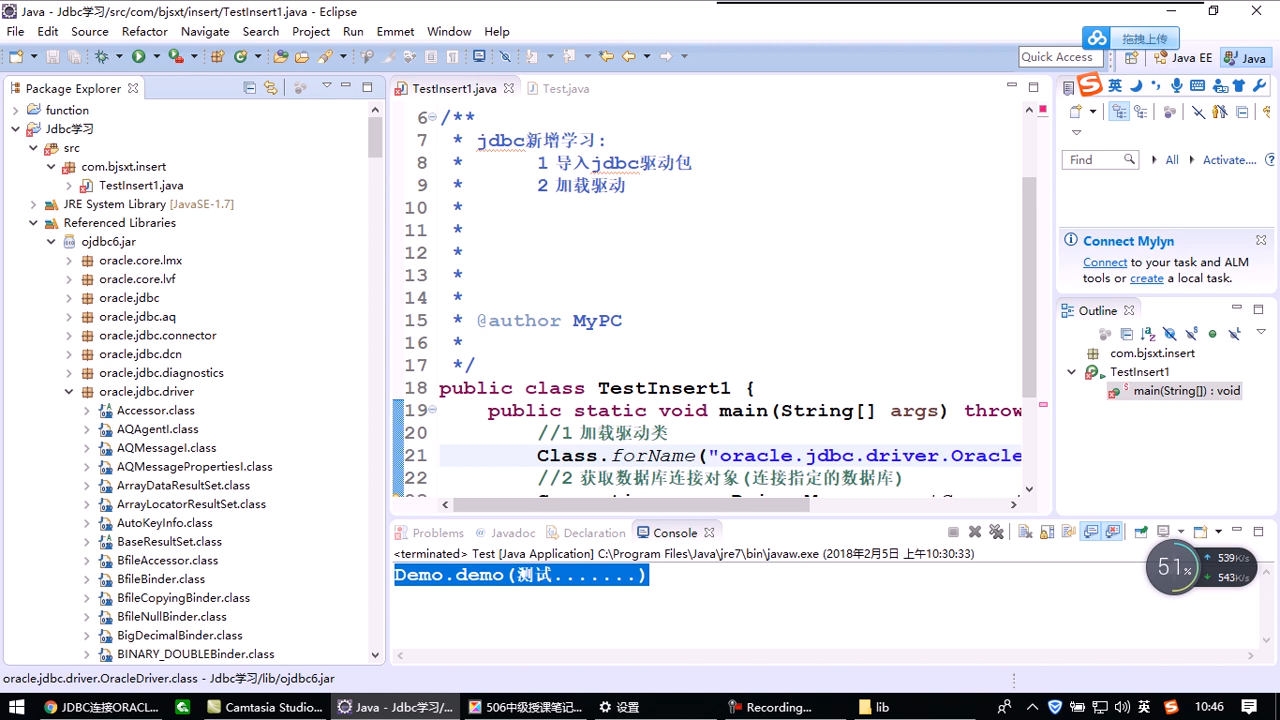 Java - Jdbc学习/src/com/bjsxt/insert/TestInsert1.java - Eclipse
File Edit Source Refactor Navigate Search Project Run Emmet Window Help
拖拽上传
Quick Access
Java EE
Java
英
Package Explorer
function
Jdbc学习
src
com.bjsxt.insert
TestInsert1.java
JRE System Library [JavaSE-1.7]
Referenced Libraries
ojdbc6.jar
oracle.core.lmx
oracle.core.lvf
oracle.jdbc
oracle.jdbc.aq
oracle.jdbc.connector
oracle.jdbc.dcn
oracle.jdbc.diagnostics
oracle.jdbc.driver
Accessor.class
AQAgentI.class
AQMessageI.class
AQMessagePropertiesI.class
ArrayDataResultSet.class
ArrayLocatorResultSet.class
AutoKeyInfo.class
BaseResultSet.class
BfileAccessor.class
BfileBinder.class
BfileCopyingBinder.class
BfileNullBinder.class
BigDecimalBinder.class
BINARY_DOUBLEBinder.class
TestInsert1.java Test.java
6 /**
7 * jdbc新增学习:
8 * 1 导入jdbc驱动包
9 * 2 加载驱动
10 *
11 *
12 *
13 *
14 *
15 * @author MyPC
16 *
17 */
18 public class TestInsert1 {
19 public static void main(String[] args) throw
20 //1 加载驱动类
21 Class.forName("oracle.jdbc.driver.Oracle
22 //2 获取数据库连接对象(连接指定的数据库)
Find All Activate...
Connect Mylyn
Connect to your task and ALM
tools or create a local task.
Outline
com.bjsxt.insert
TestInsert1
main(String[]) : void
Problems Javadoc Declaration Console
<terminated> Test [Java Application] C:\Program Files\Java\jre7\bin\javaw.exe (2018年2月5日 上午10:30:33)
Demo.demo(测试.......)
51%
539K/s
543K/s
oracle.jdbc.driver.OracleDriver.class - Jdbc学习/lib/ojdbc6.jar
JDBC连接ORACL...
Camtasia Studio...
Java - Jdbc学习/...
506中级授课笔记...
设置
Recording...
lib
英
10:46